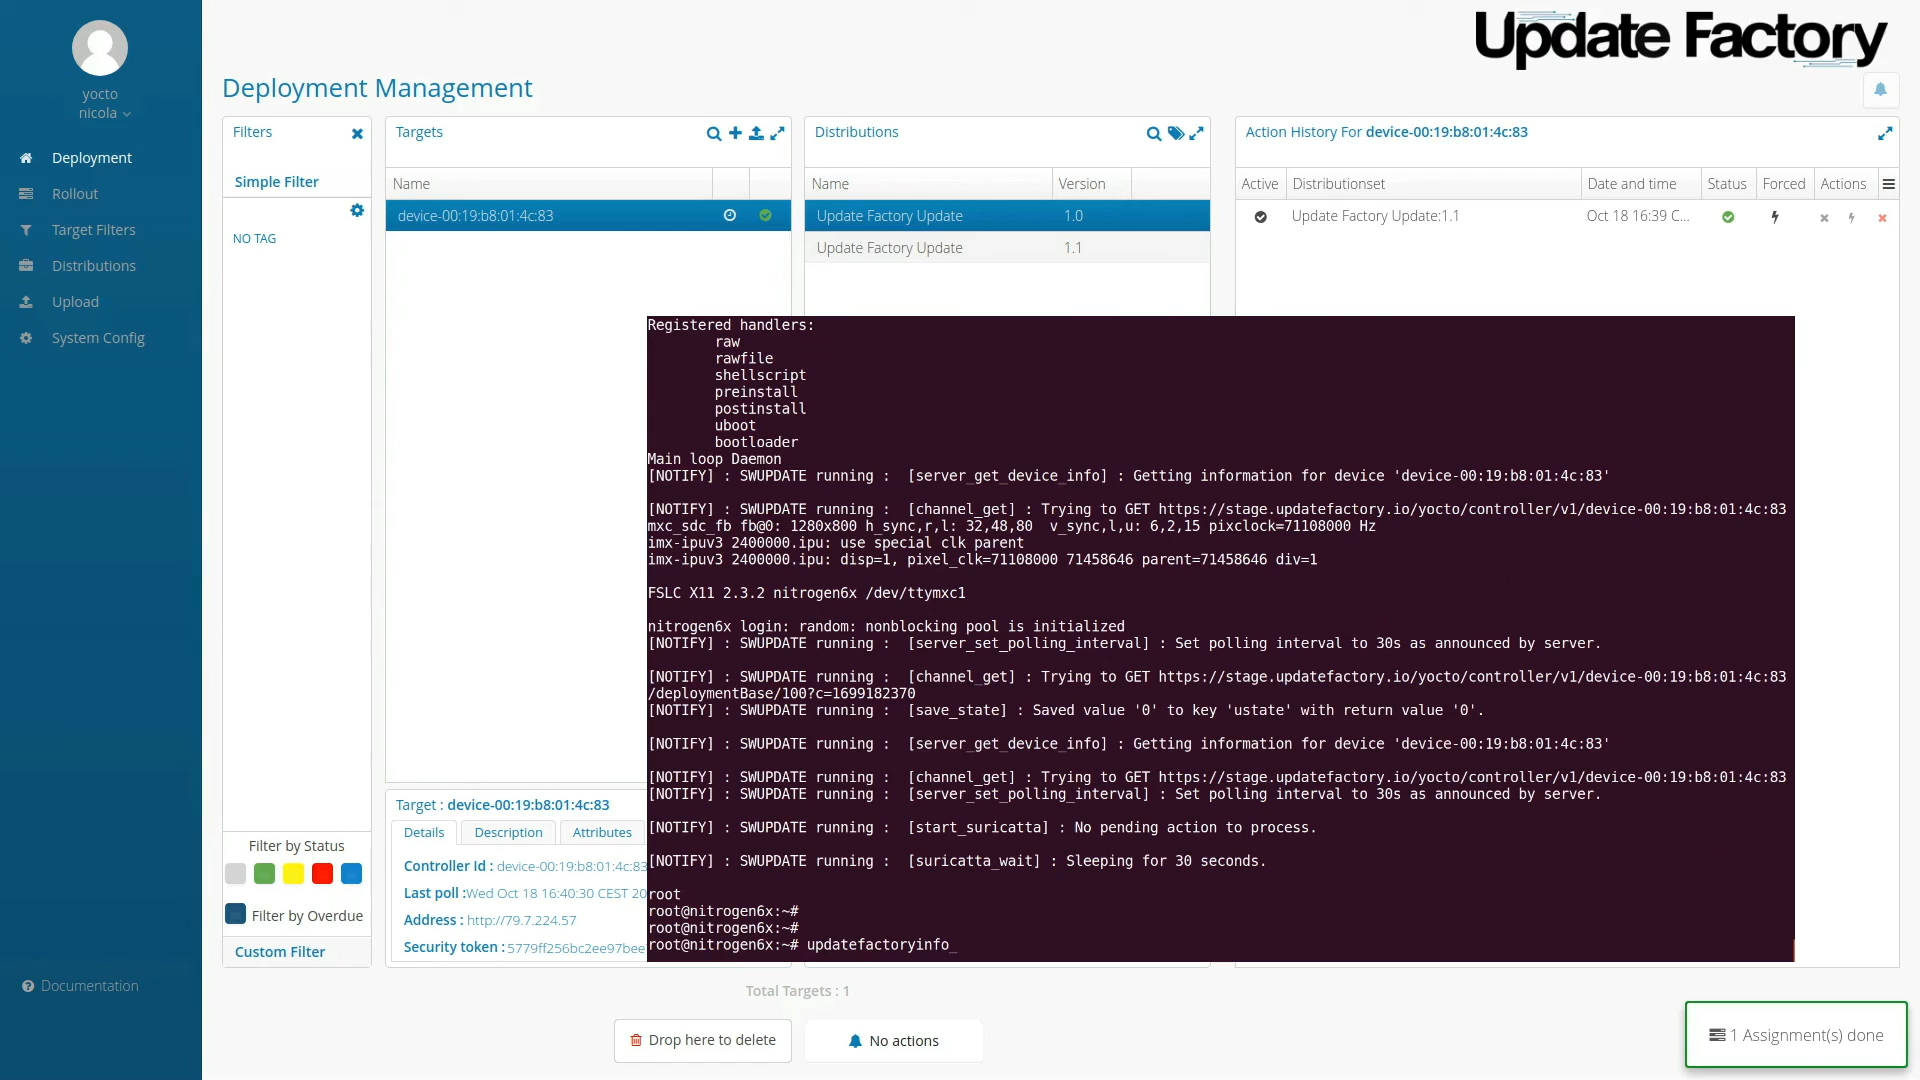 Update Factory
yocto
nicola
Deployment
Rollout
Target Filters
Distributions
Upload
System Config
Documentation
Deployment Management
Filters
Simple Filter
NO TAG
Filter by Status
Filter by Overdue
Custom Filter
Targets
Name
device-00:19:b8:01:4c:83
Distributions
Name Version
Update Factory Update 1.0
Update Factory Update 1.1
Action History For device-00:19:b8:01:4c:83
Active Distributionset Date and time Status Forced Actions
Update Factory Update:1.1 Oct 18 16:39 C...
Target : device-00:19:b8:01:4c:83
Details Description Attributes
Controller Id : device-00:19:b8:01:4c:83
Last poll :Wed Oct 18 16:40:30 CEST 20
Address : http://79.7.224.57
Security token : 5779ff256bc2ee97bee
Registered handlers:
raw
rawfile
shellscript
preinstall
postinstall
uboot
bootloader
Main loop Daemon
[NOTIFY] : SWUPDATE running :  [server_get_device_info] : Getting information for device 'device-00:19:b8:01:4c:83'
[NOTIFY] : SWUPDATE running :  [channel_get] : Trying to GET https://stage.updatefactory.io/yocto/controller/v1/device-00:19:b8:01:4c:83
mxc_sdc_fb fb@0: 1280x800 h_sync,r,l: 32,48,80  v_sync,l,u: 6,2,15 pixclock=71108000 Hz
imx-ipuv3 2400000.ipu: use special clk parent
imx-ipuv3 2400000.ipu: disp=1, pixel_clk=71108000 71458646 parent=71458646 div=1
FSLC X11 2.3.2 nitrogen6x /dev/ttymxc1
nitrogen6x login: random: nonblocking pool is initialized
[NOTIFY] : SWUPDATE running :  [server_set_polling_interval] : Set polling interval to 30s as announced by server.
[NOTIFY] : SWUPDATE running :  [channel_get] : Trying to GET https://stage.updatefactory.io/yocto/controller/v1/device-00:19:b8:01:4c:83
/deploymentBase/100?c=1699182370
[NOTIFY] : SWUPDATE running :  [save_state] : Saved value '0' to key 'ustate' with return value '0'.
[NOTIFY] : SWUPDATE running :  [server_get_device_info] : Getting information for device 'device-00:19:b8:01:4c:83'
[NOTIFY] : SWUPDATE running :  [channel_get] : Trying to GET https://stage.updatefactory.io/yocto/controller/v1/device-00:19:b8:01:4c:83
[NOTIFY] : SWUPDATE running :  [server_set_polling_interval] : Set polling interval to 30s as announced by server.
[NOTIFY] : SWUPDATE running :  [start_suricatta] : No pending action to process.
[NOTIFY] : SWUPDATE running :  [suricatta_wait] : Sleeping for 30 seconds.
root
root@nitrogen6x:~#
root@nitrogen6x:~#
root@nitrogen6x:~# updatefactoryinfo_
Total Targets : 1
Drop here to delete
No actions
1 Assignment(s) done